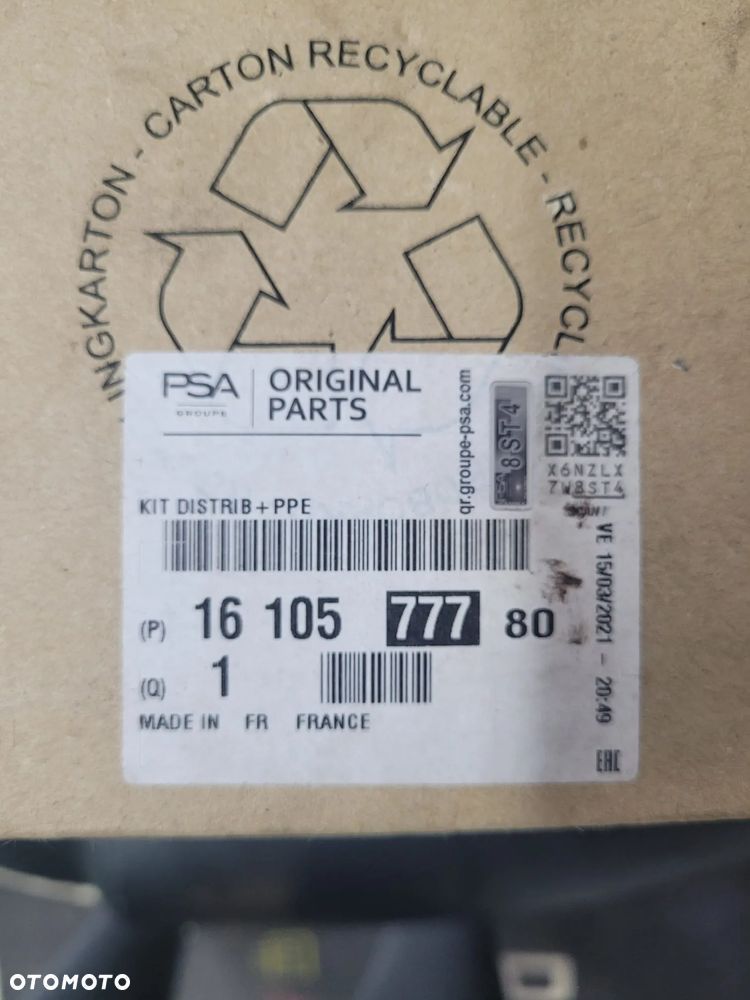 INGKARTON - CARTON RECYCLABLE - RECYCL
PSA
GROUPE
ORIGINAL
PARTS
qr.groupe-psa.com
8ST4
X6NZLX
7W8ST4
KIT DISTRIB+PPE
(P) 16 105 777 80
(Q) 1
MADE IN FR FRANCE
VE 15/03/2021 - 20:49
EAC
OTOMOTO